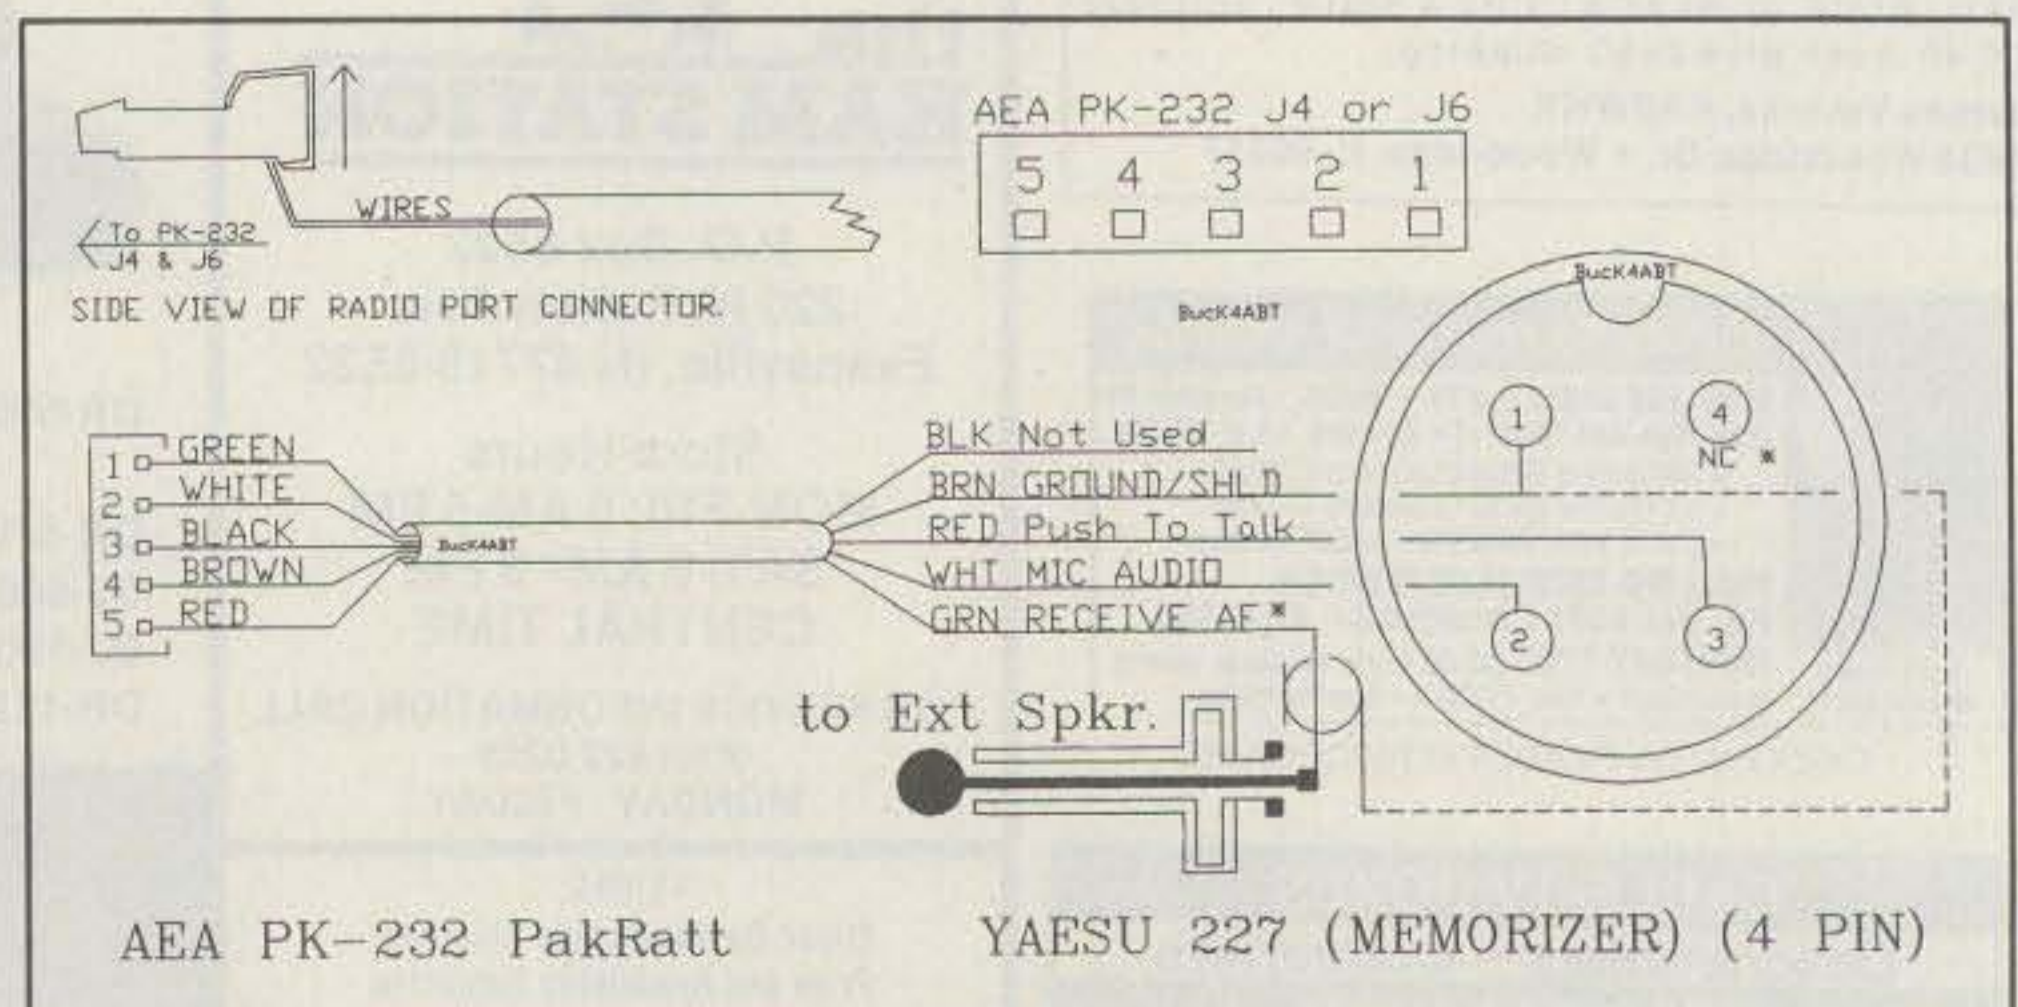 AEA PK-232 J4 or J6
5 4 3 2 1
WIRES
To PK-232
J4 & J6
SIDE VIEW OF RADIO PORT CONNECTOR.
BucK4ABT
BucK4ABT
1
4
NC *
2
3
1 GREEN
2 WHITE
3 BLACK
4 BROWN
5 RED
BucK4ABT
BLK Not Used
BRN GROUND/SHLD
RED Push To Talk
WHT MIC AUDIO
GRN RECEIVE AF*
to Ext Spkr.
AEA PK-232 PakRatt
YAESU 227 (MEMORIZER) (4 PIN)